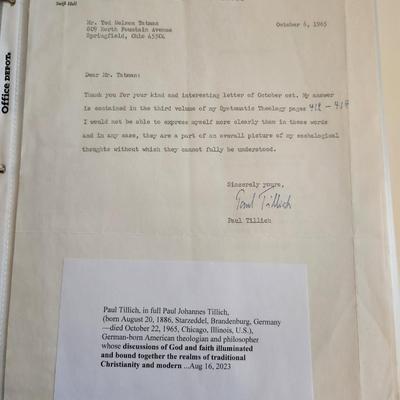 Swift Hall
Mr. Ted Nelson Tatman
809 North Fountain Avenue
Springfield, Ohio 45504
October 6, 1965
Office DEPOT.
Dear Mr. Tatman:
Thank you for your kind and interesting letter of October 1st. My answer
is contained in the third volume of my Systematic Theology pages 412 -
I would not be able to express myself more clearly than in these words
and in any case, they are a part of an overall picture of my eschological
thoughts without which they cannot fully be understood.
Sincerely yours,
Paul Tillich
Paul Tillich
Paul Tillich, in full Paul Johannes Tillich,
(born August 20, 1886, Starzeddel, Brandenburg, Germany
—died October 22, 1965, Chicago, Illinois, U.S.),
German-born American theologian and philosopher
whose discussions of God and faith illuminated
and bound together the realms of traditional
Christianity and modern ...Aug 16, 2023